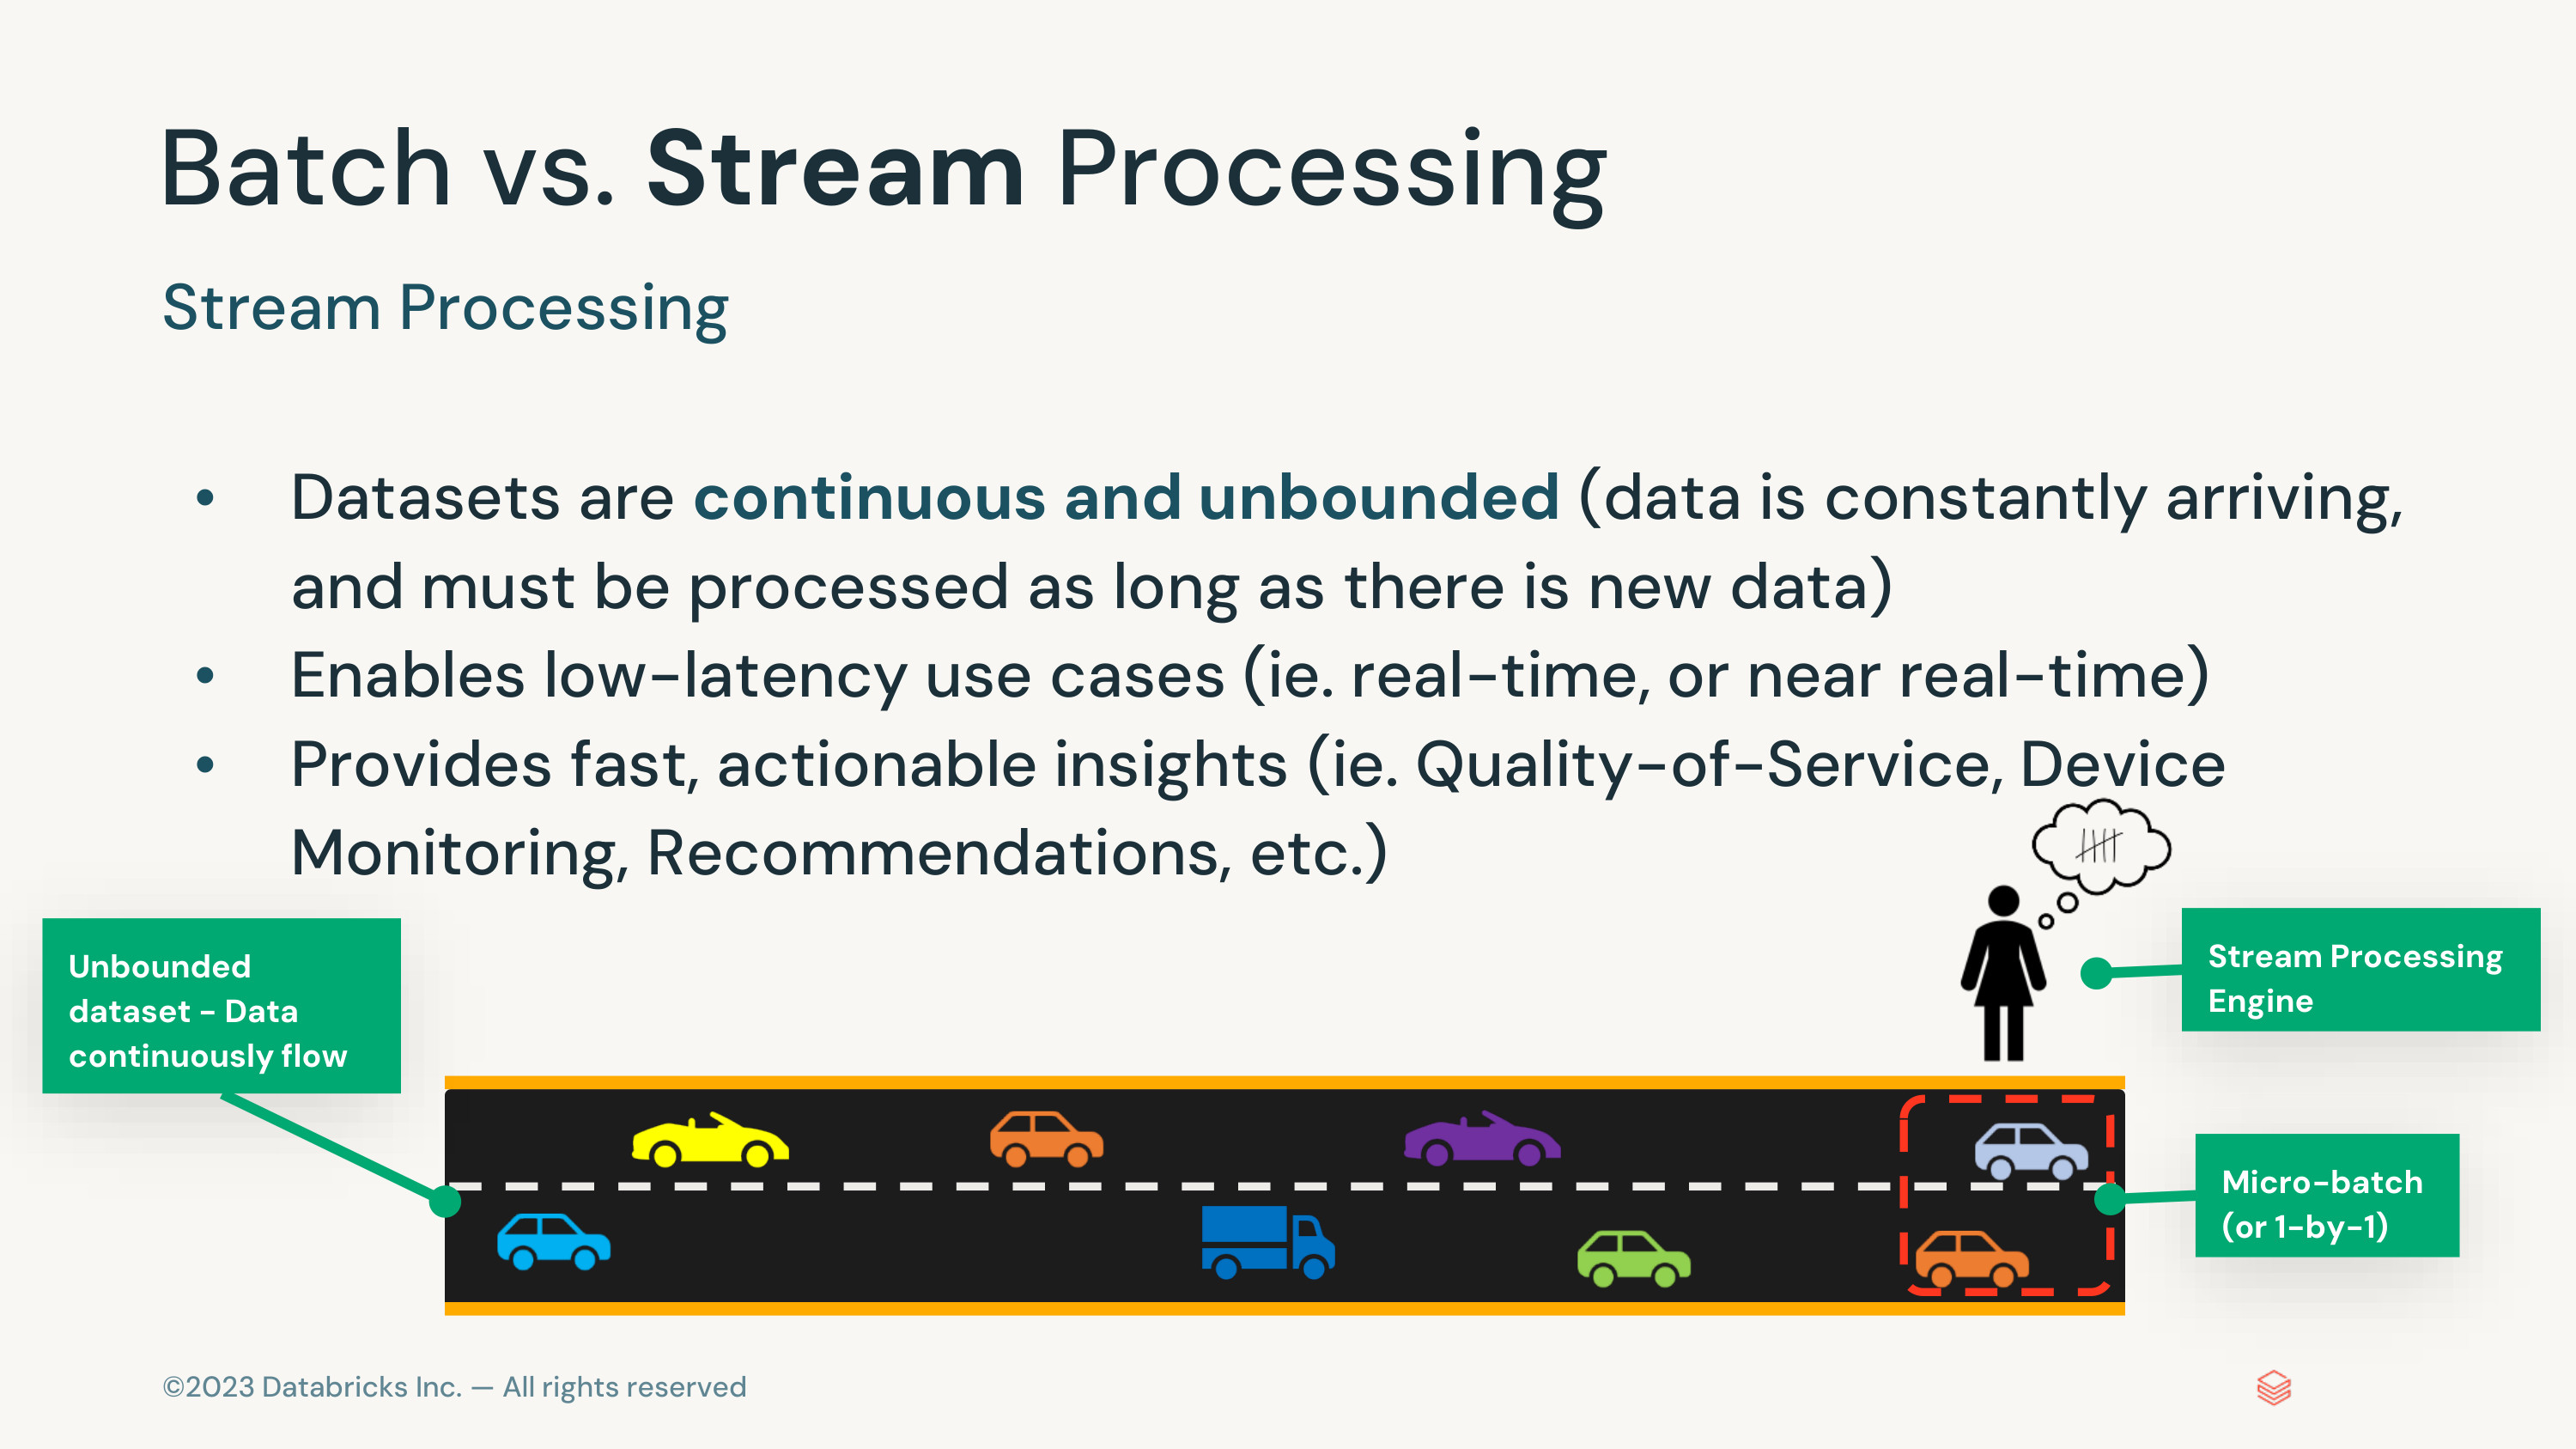 Batch vs. Stream Processing
Stream Processing
• Datasets are continuous and unbounded (data is constantly arriving,
and must be processed as long as there is new data)
• Enables low-latency use cases (ie. real-time, or near real-time)
• Provides fast, actionable insights (ie. Quality-of-Service, Device
Monitoring, Recommendations, etc.)
Unbounded
dataset - Data
continuously flow
Stream Processing
Engine
Micro-batch
(or 1-by-1)
©2023 Databricks Inc. — All rights reserved